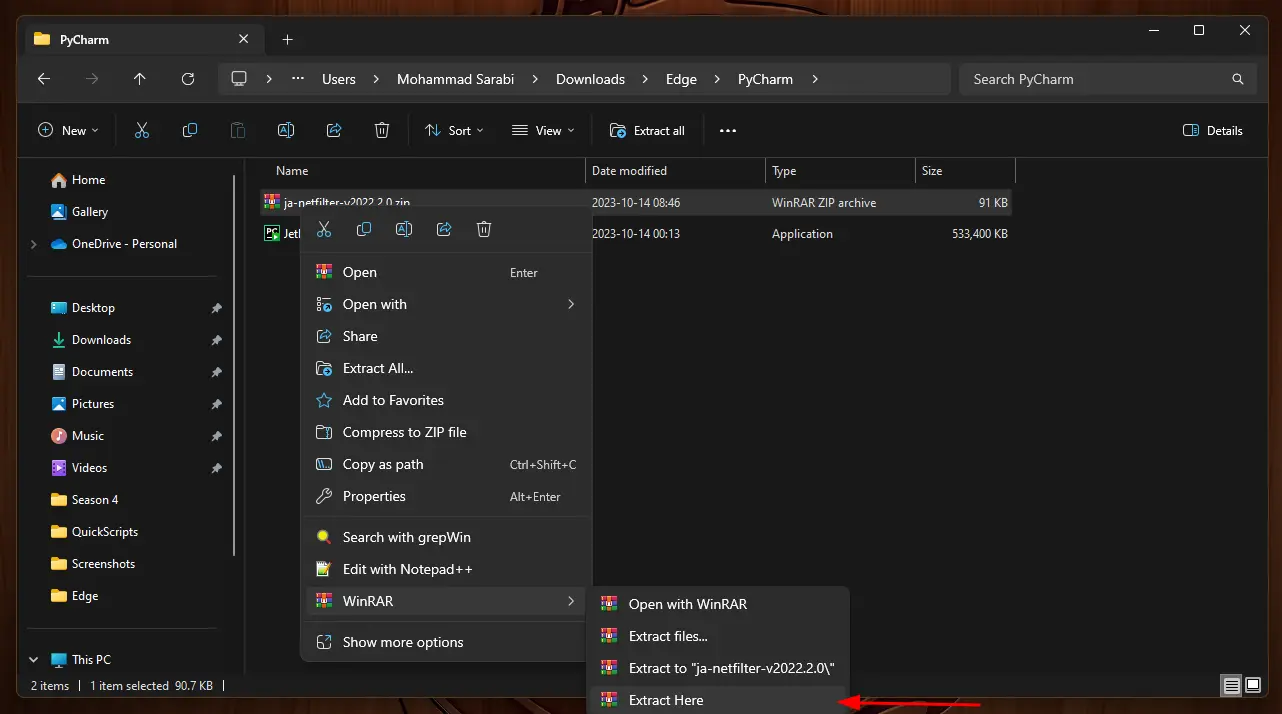 PyCharm
Users > Mohammad Sarabi > Downloads > Edge > PyCharm >
Search PyCharm
New
Sort
View
Extract all
Details
Home
Gallery
OneDrive - Personal
Desktop
Downloads
Documents
Pictures
Music
Videos
Season 4
QuickScripts
Screenshots
Edge
This PC
Name Date modified Type Size
ja-netfilter-v2022.2.0.zip 2023-10-14 08:46 WinRAR ZIP archive 91 KB
2023-10-14 00:13 Application 533,400 KB
Open Enter
Open with
Share
Extract All...
Add to Favorites
Compress to ZIP file
Copy as path Ctrl+Shift+C
Properties Alt+Enter
Search with grepWin
Edit with Notepad++
WinRAR
Show more options
Open with WinRAR
Extract files...
Extract to "ja-netfilter-v2022.2.0\"
Extract Here
2 items | 1 item selected 90.7 KB |